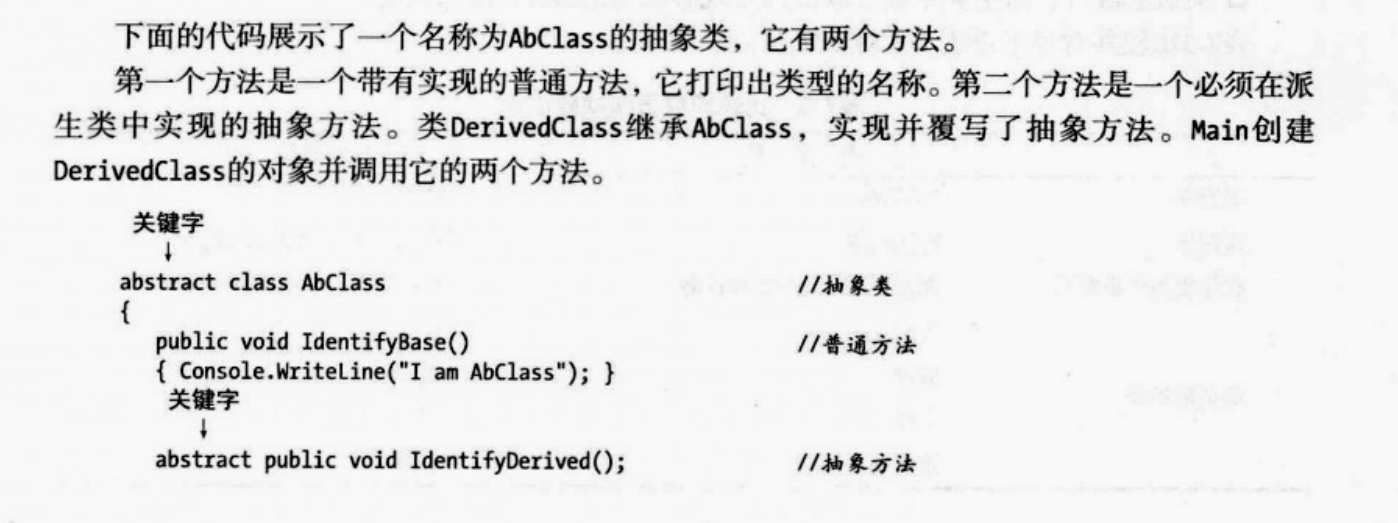 下面的代码展示了一个名称为AbClass的抽象类，它有两个方法。
第一个方法是一个带有实现的普通方法，它打印出类型的名称。第二个方法是一个必须在派
生类中实现的抽象方法。类DerivedClass继承AbClass，实现并覆写了抽象方法。Main创建
DerivedClass的对象并调用它的两个方法。
关键字
↓
abstract class AbClass //抽象类
{
public void IdentifyBase() //普通方法
{ Console.WriteLine("I am AbClass"); }
关键字
↓
abstract public void IdentifyDerived(); //抽象方法